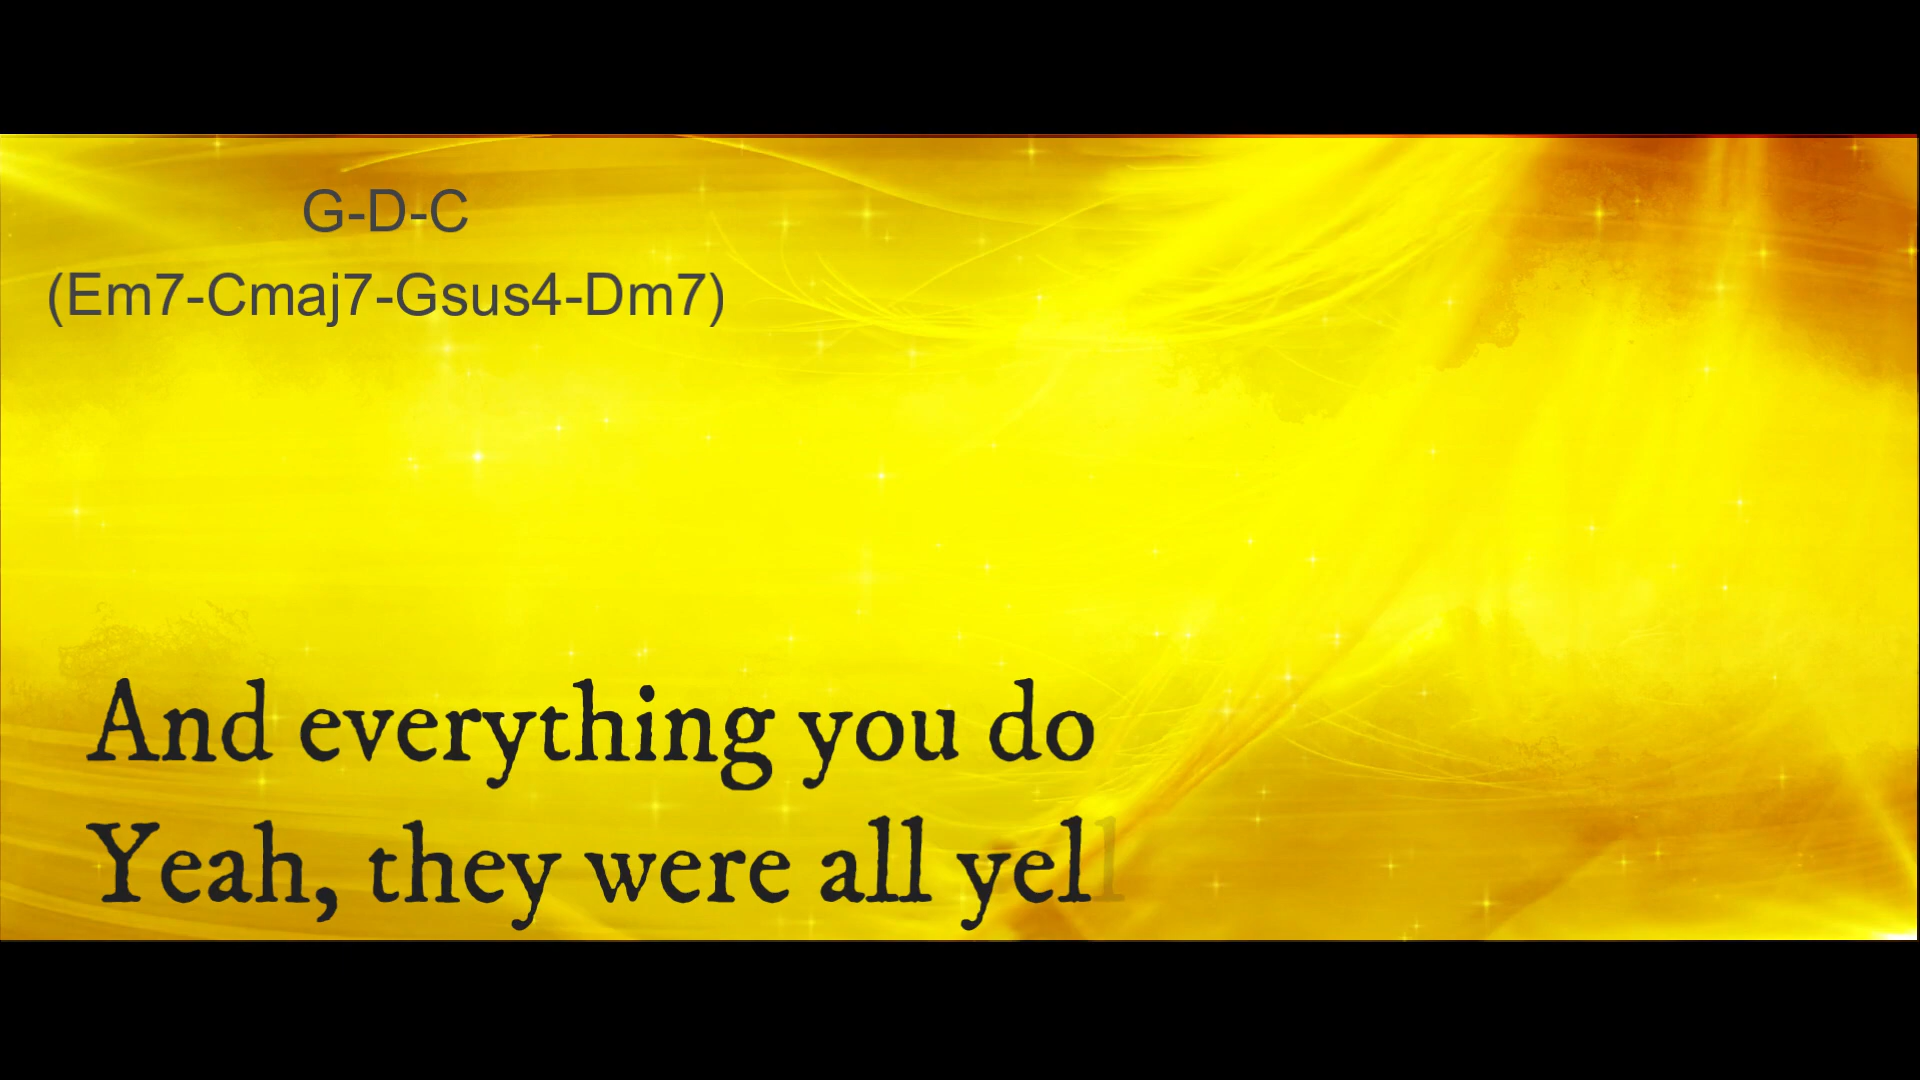 G-D-C
(Em7-Cmaj7-Gsus4-Dm7)
And everything you do
Yeah, they were all yell